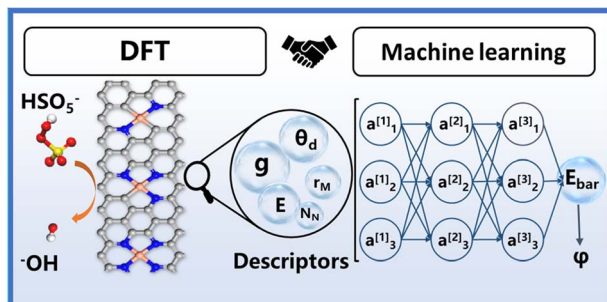 DFT
Machine learning
HSO₅⁻
⁻OH
θd
g
rM
E
NN
Descriptors
a[1]1 a[2]1 a[3]1
a[1]2 a[2]2 a[3]2
a[1]3 a[2]3 a[3]3
Ebar
φ